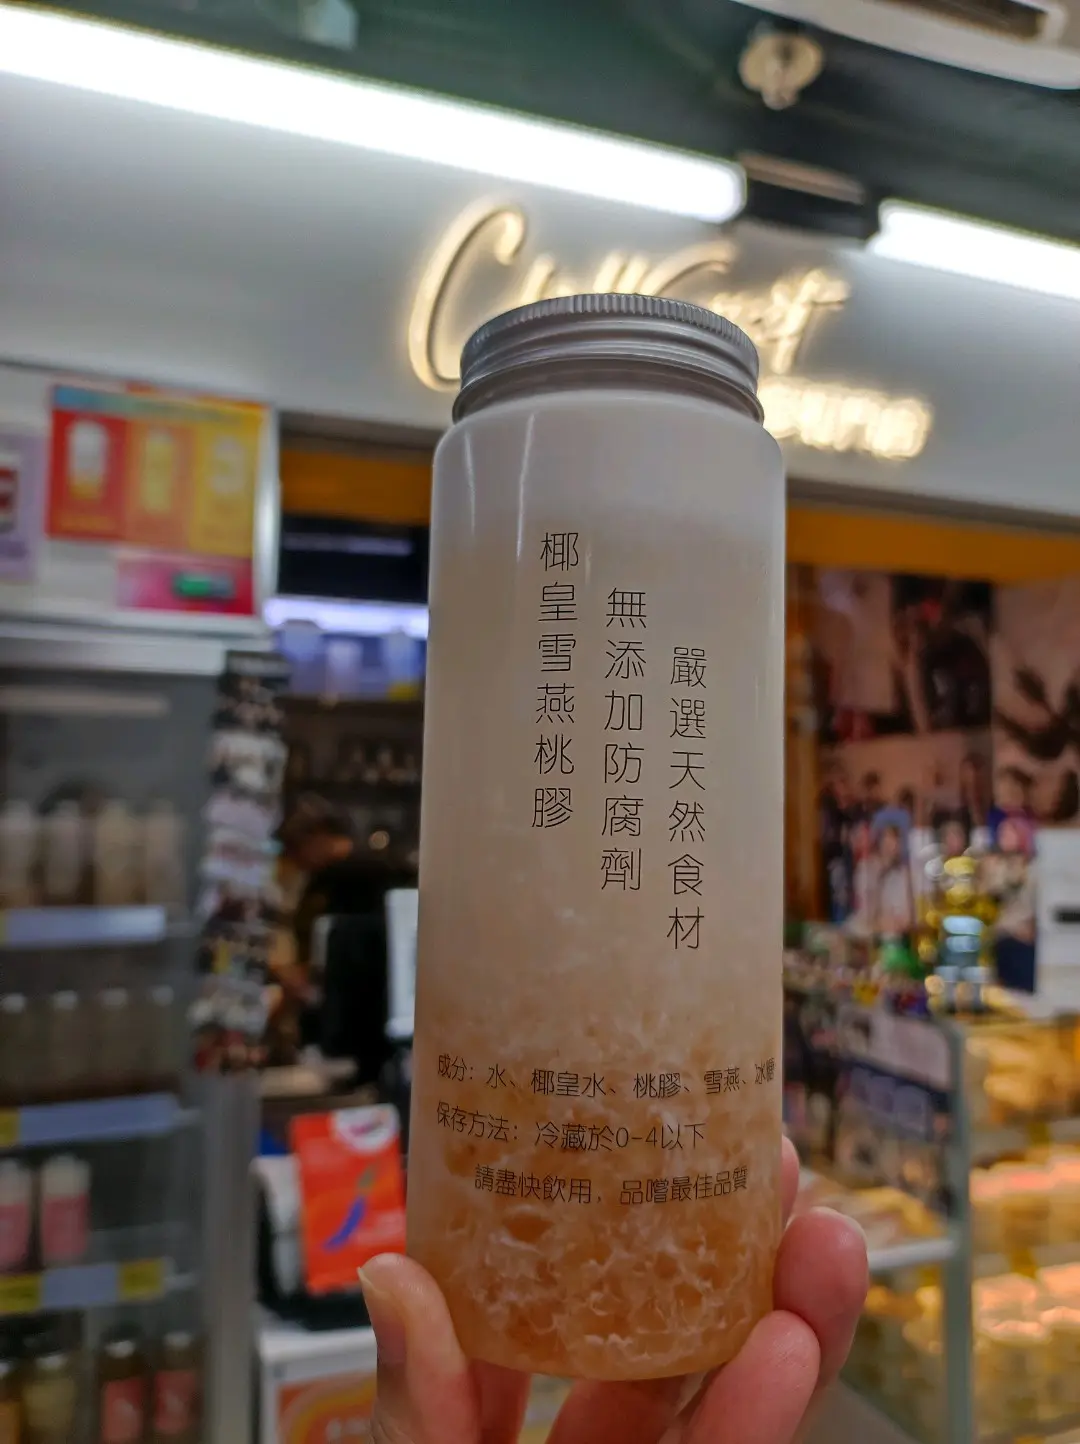 椰皇雪燕桃膠
無添加防腐劑
嚴選天然食材
成分：水、椰皇水、桃膠、雪燕、冰糖
保存方法：冷藏於0-4以下
請盡快飲用，品嚐最佳品質